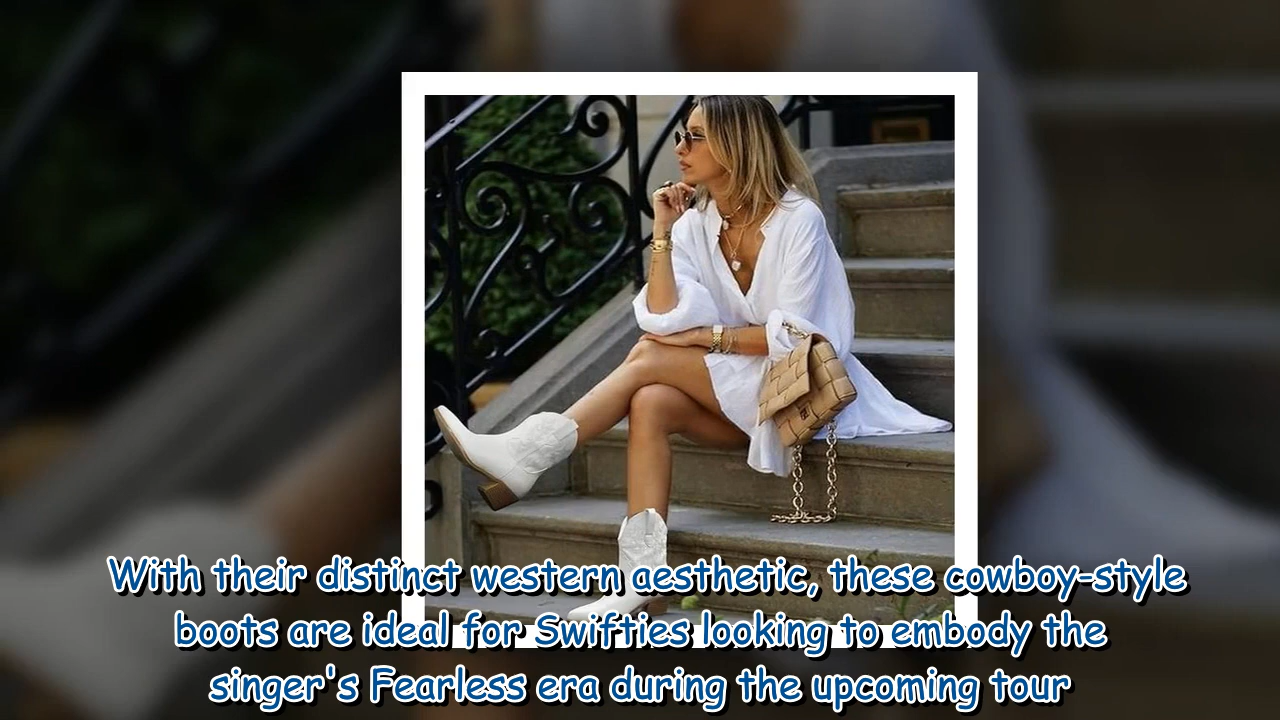 With their distinct western aesthetic, these cowboy-style
boots are ideal for Swifties looking to embody the
singer's Fearless era during the upcoming tour